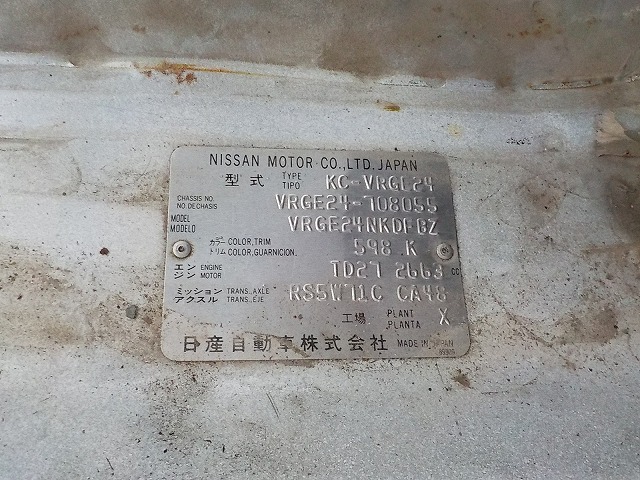 NISSAN MOTOR CO.,LTD.JAPAN
型式 TYPE TIPO KC-VRGE24
CHASSIS NO. NO DECHASIS VRGE24-708055
MODEL MODELO VRGE24NKDFBZ
カラー COLOR,TRIM トリム COLOR,GUARNICION 598 K
エンジン ENGINE MOTOR TD27 2663 CC
ミッション TRANS.,AXLE アクスル TRANS.,EJE RS5W71C CA48
工場 PLANT PLANTA X
日産自動車株式会社 MADE IN JAPAN